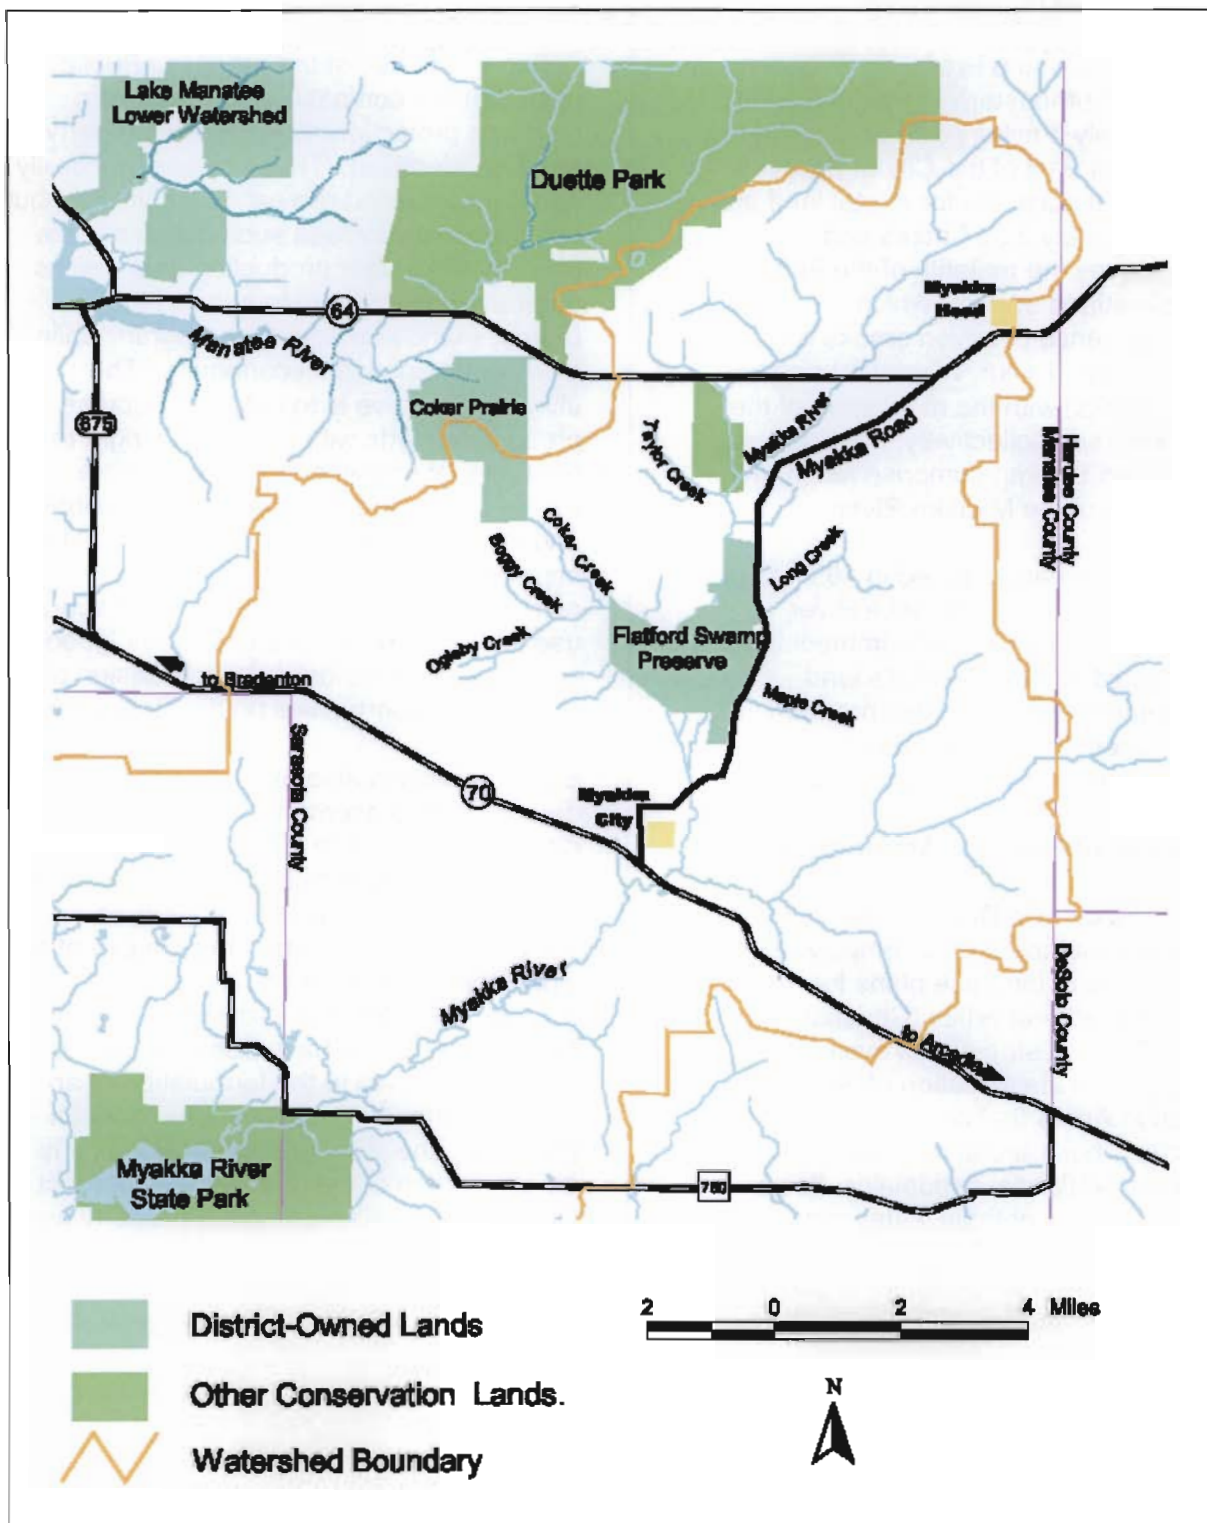 Lake Manatee
Lower Watershed
Duette Park
Myakka
Head
64
Manatee River
Coker Prairie
675
Taylor Creek
Myakka River
Myakka Road
Hardee County
Manatee County
Coker Creek
Boggy Creek
Long Creek
Ogleby Creek
Flatford Swamp
Preserve
to Bradenton
Maple Creek
Sarasota County
70
Myakka
City
Myakka River
DeSoto County
to Arcadia
Myakka River
State Park
780
District-Owned Lands
Other Conservation Lands.
Watershed Boundary
2 0 2 4 Miles
N